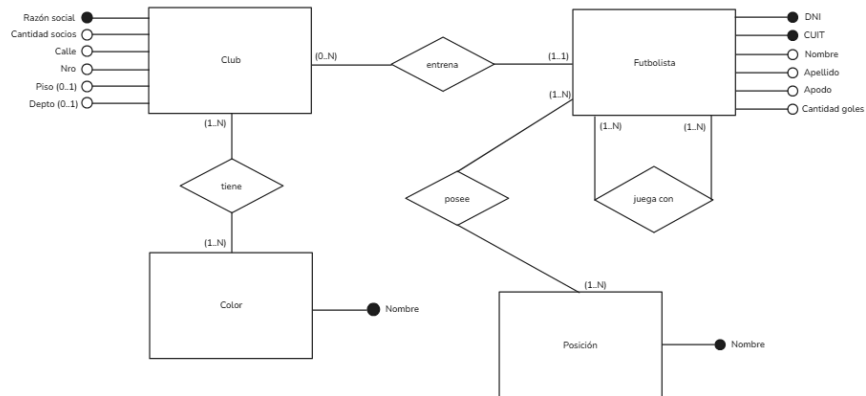 Razón social
Cantidad socios
Calle
Nro
Piso (0..1)
Depto (0..1)
Club
(0..N)
entrena
(1..1)
Futbolista
DNI
CUIT
Nombre
Apellido
Apodo
Cantidad goles
(1..N)
(1..N)
(1..N)
(1..N)
tiene
posee
juega con
(1..N)
Color
Nombre
(1..N)
Posición
Nombre